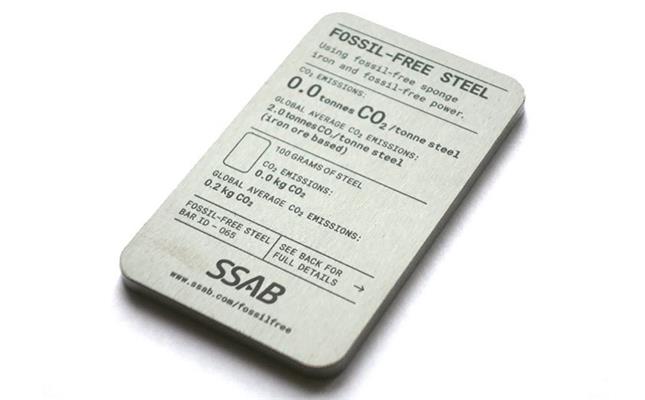 FOSSIL-FREE STEEL
Using fossil-free sponge
iron and fossil-free power.
CO₂ EMISSIONS:
0.0 tonnes CO₂/tonne steel
GLOBAL AVERAGE CO₂ EMISSIONS:
2.0 tonnes CO₂/tonne steel
(iron ore based)
100 GRAMS OF STEEL
CO₂ EMISSIONS:
0.0 kg CO₂
GLOBAL AVERAGE CO₂ EMISSIONS:
0.2 kg CO₂
FOSSIL-FREE STEEL
BAR ID - 065
SEE BACK FOR
FULL DETAILS →
SSAB
www.ssab.com/fossilfree